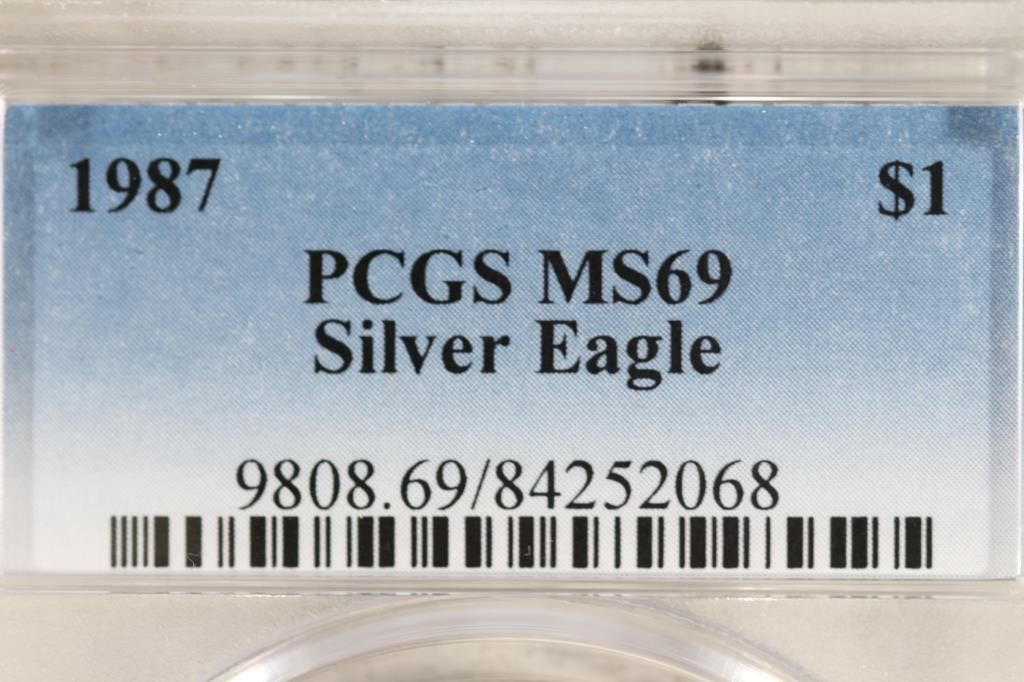 1987 $1
PCGS MS69
Silver Eagle
9808.69/84252068